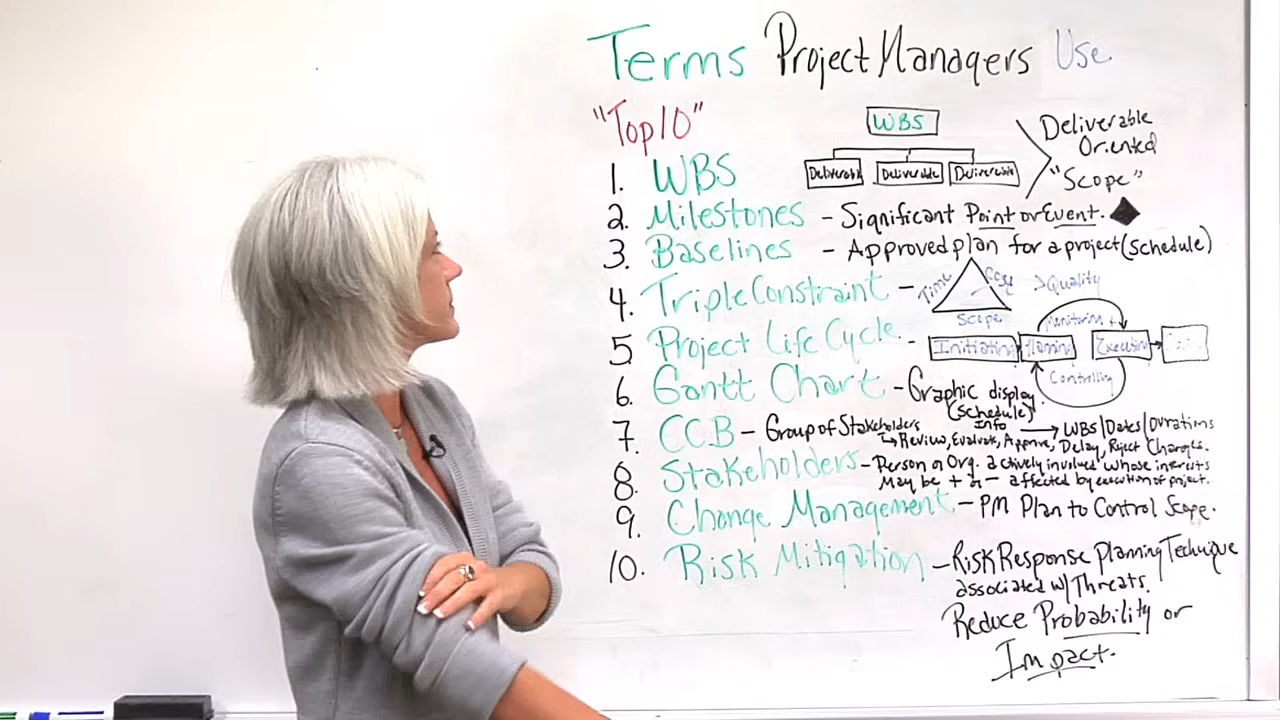 Terms Project Managers Use
"Top 10"
WBS
Deliverable Deliverable Deliverable
Deliverable
Oriented
"Scope"
1. WBS
2. Milestones - Significant Point or Event.
3. Baselines - Approved plan for a project (schedule)
4. Triple Constraint - Time Cost Scope > Quality
5. Project Life Cycle - Initiating Planning Monitoring + Controlling
6. Gantt Chart - Graphic display
(schedule)
Info → WBS/Dates/Durations
7. CCB - Group of Stakeholders
Review, Evaluate, Approve, Delay, Reject Changes.
8. Stakeholders - Person or Org. actively involved whose interests
May be + or - affected by execution of project.
9. Change Management - PM Plan to Control Scope.
10. Risk Mitigation - Risk Response Planning Technique
associated w/ Threats.
Reduce Probability or
Impact.